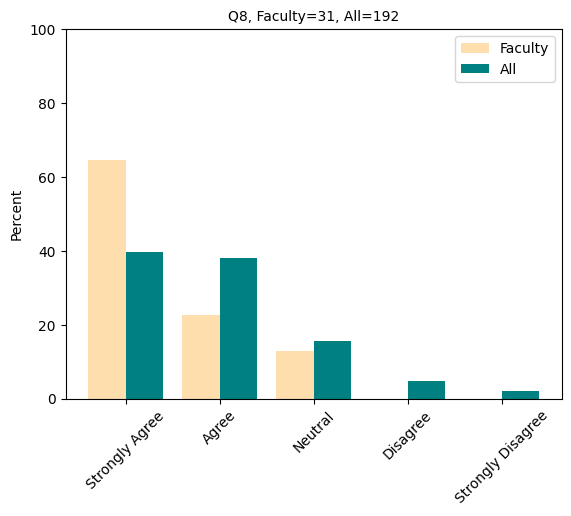 Q8, Faculty=31, All=192
Faculty
All
Percent
100
80
60
40
20
0
Strongly Agree
Agree
Neutral
Disagree
Strongly Disagree